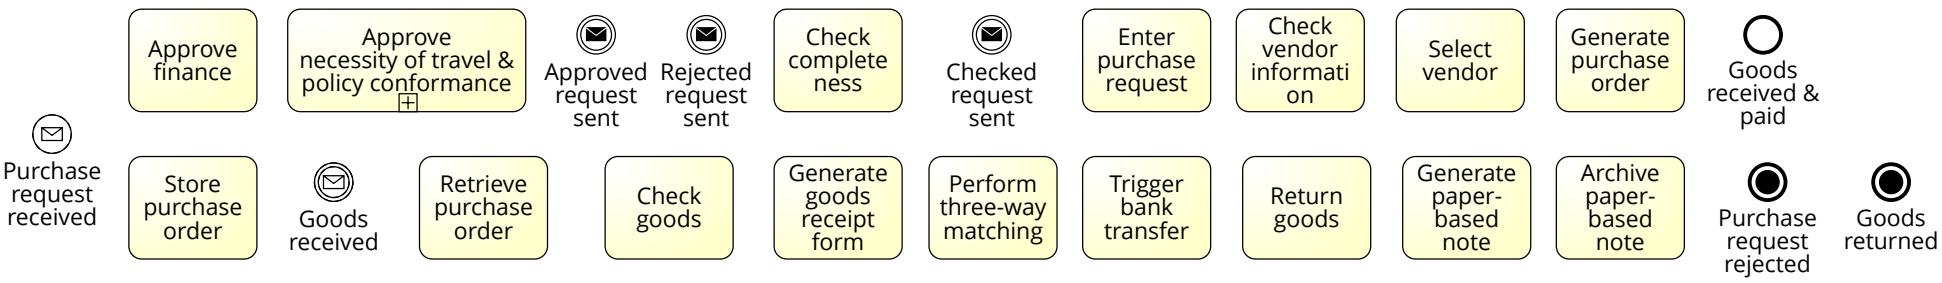 Approve
finance
Approve
necessity of travel &
policy conformance
Approved
request
sent
Rejected
request
sent
Check
complete
ness
Checked
request
sent
Enter
purchase
request
Check
vendor
informati
on
Select
vendor
Generate
purchase
order
Goods
received &
paid
Purchase
request
received
Store
purchase
order
Goods
received
Retrieve
purchase
order
Check
goods
Generate
goods
receipt
form
Perform
three-way
matching
Trigger
bank
transfer
Return
goods
Generate
paper-
based
note
Archive
paper-
based
note
Purchase
request
rejected
Goods
returned